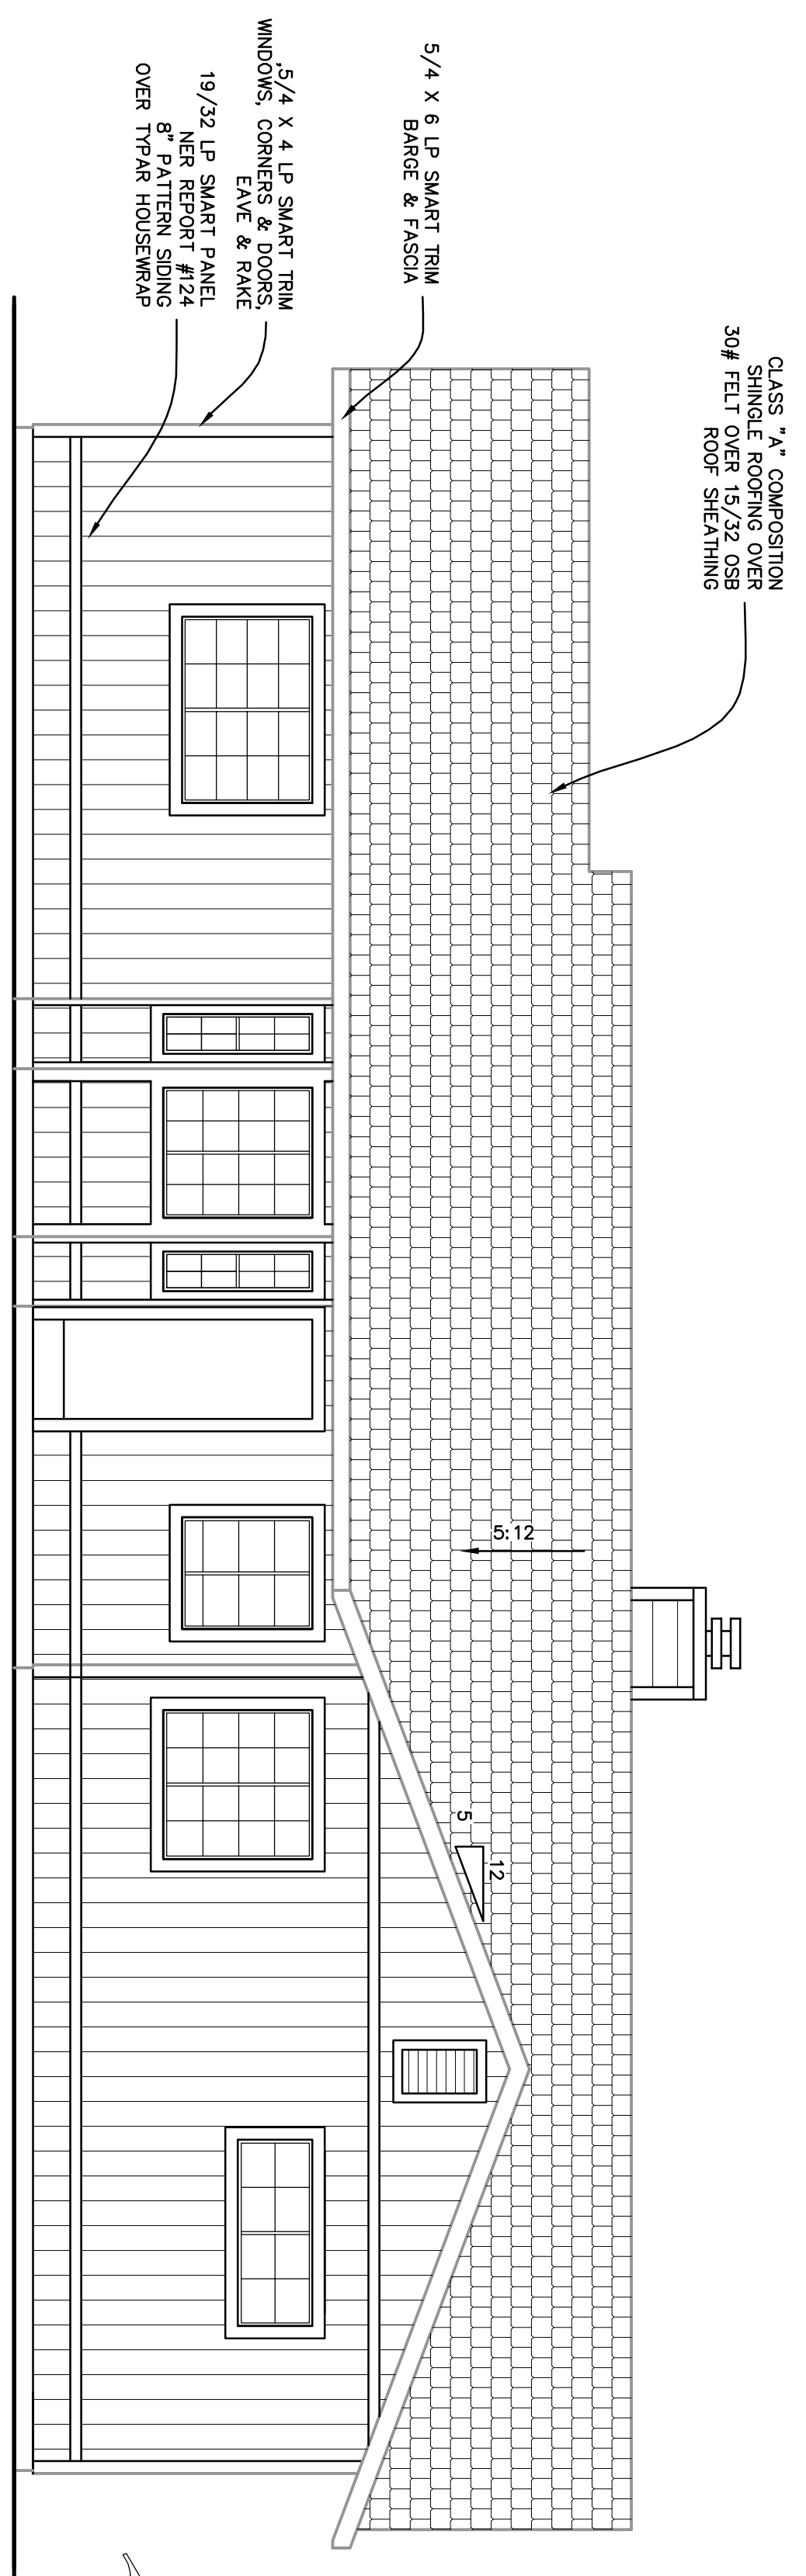 CLASS "A" COMPOSITION
SHINGLE ROOFING OVER
30# FELT OVER 15/32 OSB
ROOF SHEATHING
5/4 X 6 LP SMART TRIM
BARGE & FASCIA
,5/4 X 4 LP SMART TRIM
WINDOWS, CORNERS & DOORS,
EAVE & RAKE
19/32 LP SMART PANEL
NER REPORT #124
8" PATTERN SIDING
OVER TYPAR HOUSEWRAP
5:12
12
5